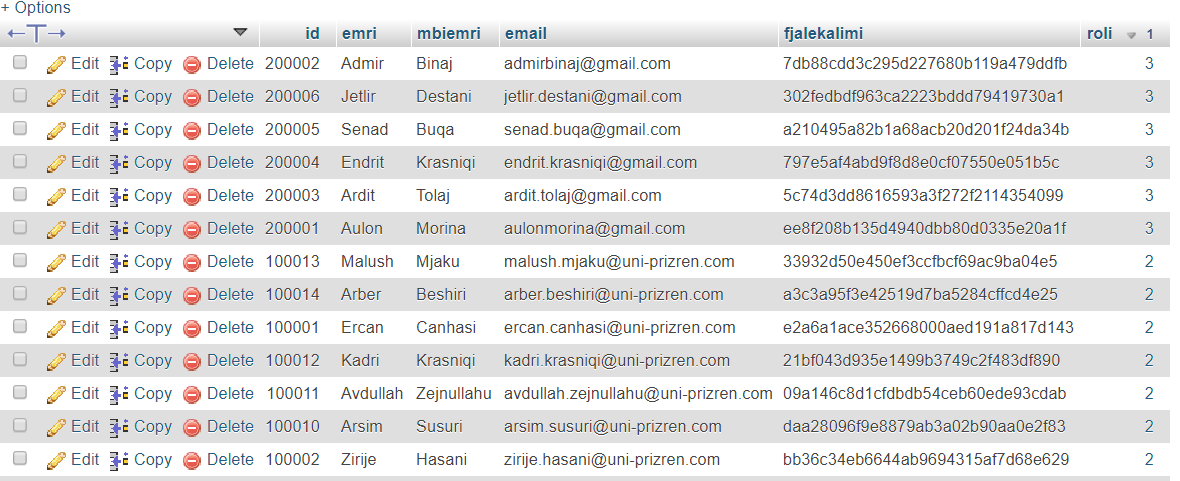 + Options
←T→ id emri mbiemri email fjalekalimi roli 1
Edit Copy Delete 200002 Admir Binaj admirbinaj@gmail.com 7db88cdd3c295d227680b119a479ddfb 3
Edit Copy Delete 200006 Jetlir Destani jetlir.destani@gmail.com 302fedbdf963ca2223bddd79419730a1 3
Edit Copy Delete 200005 Senad Buqa senad.buqa@gmail.com a210495a82b1a68acb20d201f24da34b 3
Edit Copy Delete 200004 Endrit Krasniqi endrit.krasniqi@gmail.com 797e5af4abd9f8d8e0cf07550e051b5c 3
Edit Copy Delete 200003 Ardit Tolaj ardit.tolaj@gmail.com 5c74d3dd8616593a3f272f2114354099 3
Edit Copy Delete 200001 Aulon Morina aulonmorina@gmail.com ee8f208b135d4940dbb80d0335e20a1f 3
Edit Copy Delete 100013 Malush Mjaku malush.mjaku@uni-prizren.com 33932d50e450ef3ccfbcf69ac9ba04e5 2
Edit Copy Delete 100014 Arber Beshiri arber.beshiri@uni-prizren.com a3c3a95f3e42519d7ba5284cffcd4e25 2
Edit Copy Delete 100001 Ercan Canhasi ercan.canhasi@uni-prizren.com e2a6a1ace352668000aed191a817d143 2
Edit Copy Delete 100012 Kadri Krasniqi kadri.krasniqi@uni-prizren.com 21bf043d935e1499b3749c2f483df890 2
Edit Copy Delete 100011 Avdullah Zejnullahu avdullah.zejnullahu@uni-prizren.com 09a146c8d1cfdbdb54ceb60ede93cdab 2
Edit Copy Delete 100010 Arsim Susuri arsim.susuri@uni-prizren.com daa28096f9e8879ab3a02b90aa0e2f83 2
Edit Copy Delete 100002 Zirije Hasani zirije.hasani@uni-prizren.com bb36c34eb6644ab9694315af7d68e629 2